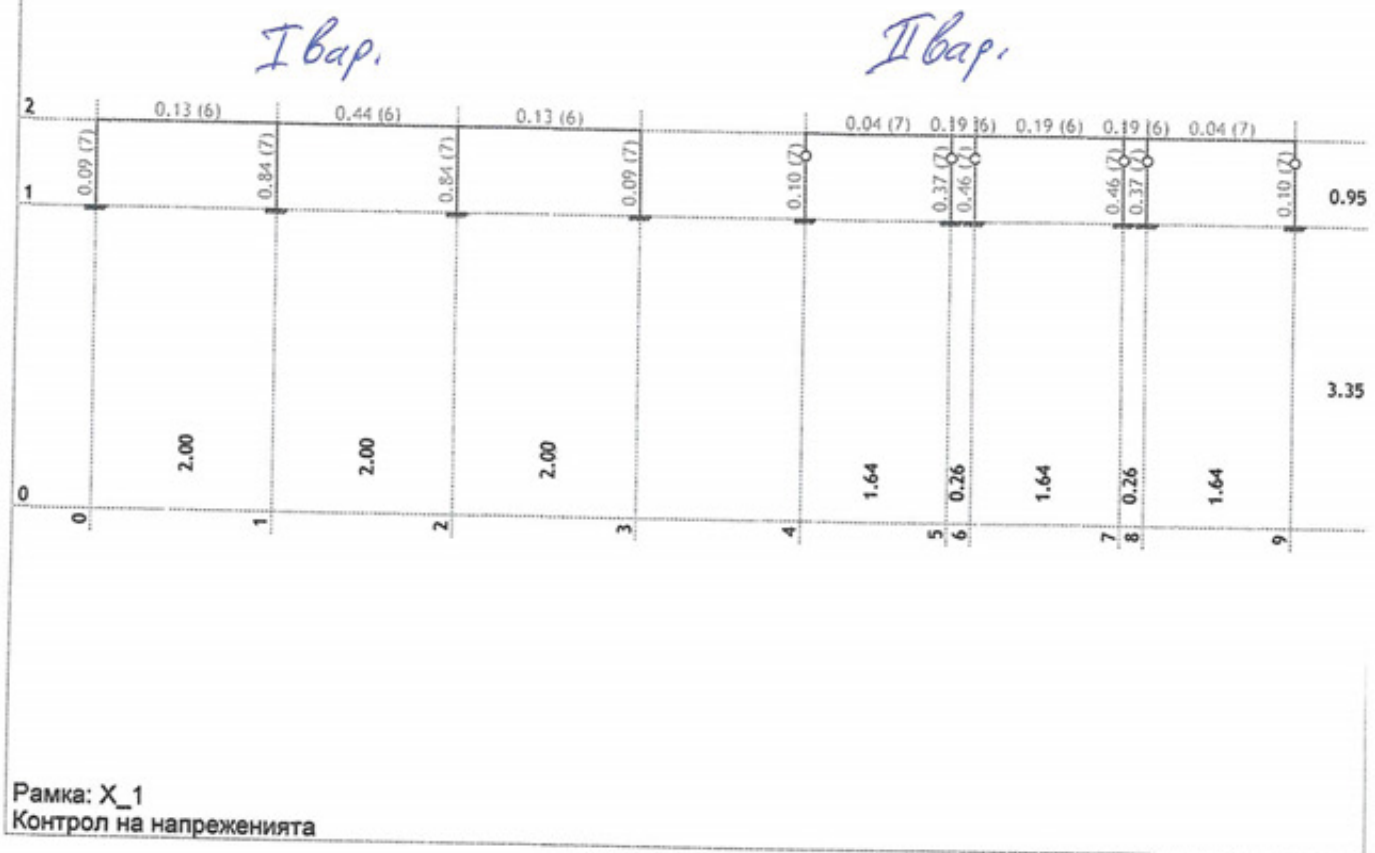 I вар. II вар.
2 0.13 (6) 0.44 (6) 0.13 (6) 0.04 (7) 0.19 (6) 0.19 (6) 0.19 (6) 0.04 (7)
0.09 (7) 0.84 (7) 0.84 (7) 0.09 (7) 0.10 (7) 0.37 (7) 0.46 (7) 0.46 (7) 0.37 (7) 0.10 (7) 0.95
1
3.35
2.00 2.00 2.00 1.64 0.26 1.64 0.26 1.64
0
0 1 2 3 4 5 6 7 8 9
Рамка: X_1
Контрол на напреженията